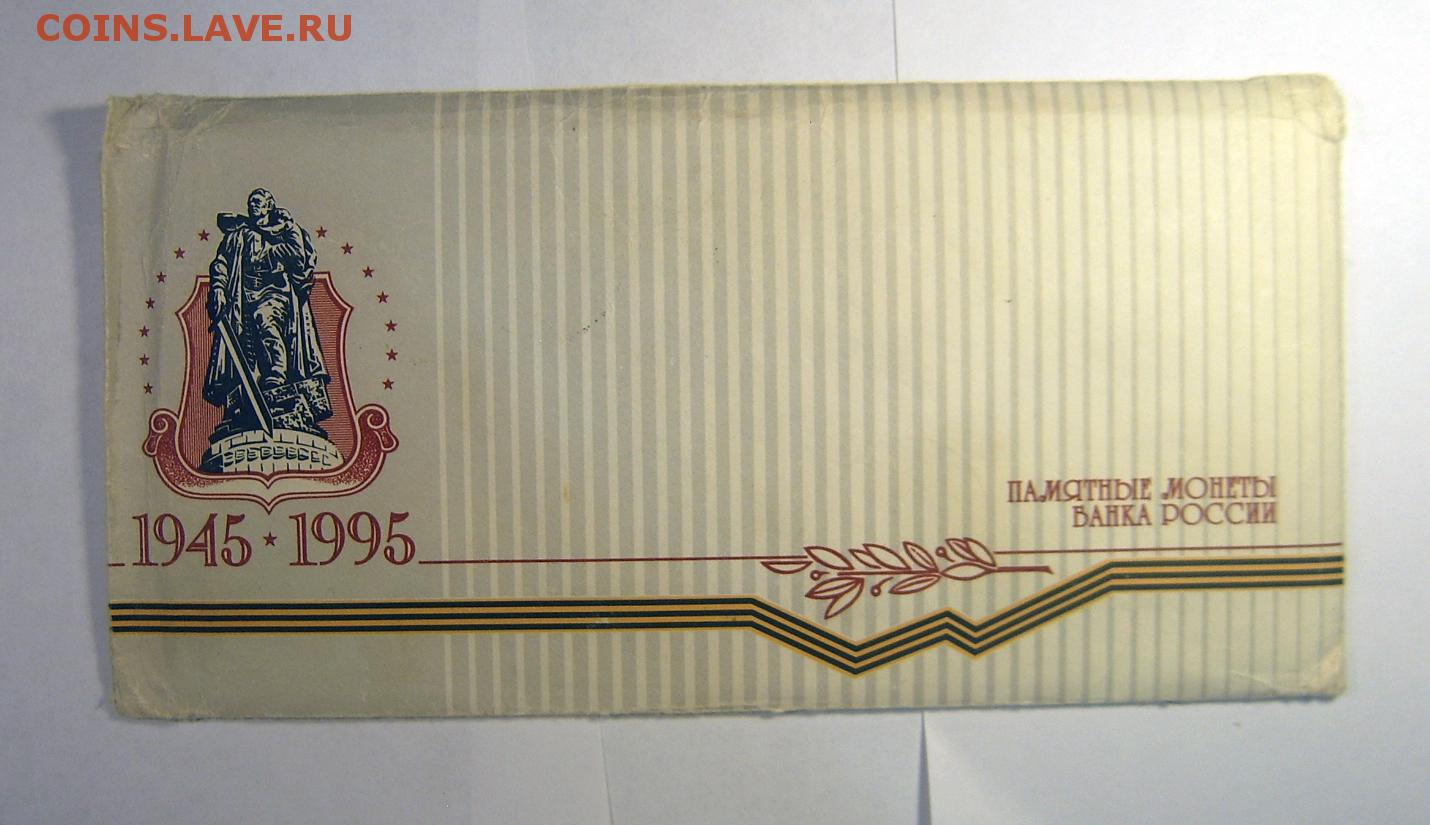 COINS.LAVE.RU
1945 ★ 1995
ПАМЯТНЫЕ МОНЕТЫ
БАНКА РОССИИ